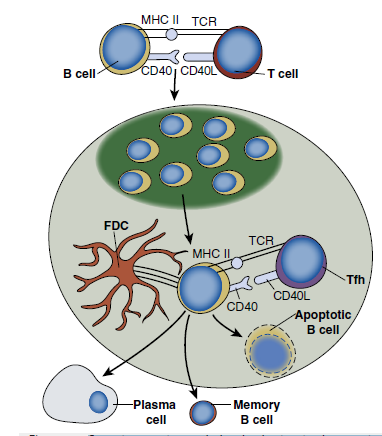 MHC II TCR
B cell
CD40 CD40L
T cell
FDC
MHC II
TCR
Tfh
CD40
CD40L
Apoptotic
B cell
Plasma
cell
Memory
B cell